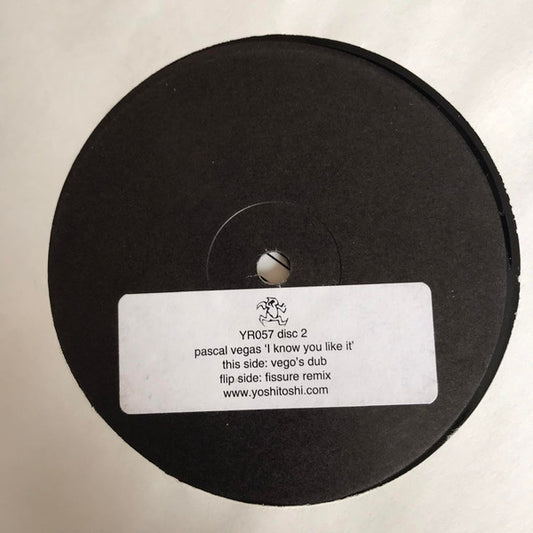 YR057 disc 2
pascal vegas 'I know you like it'
this side: vego's dub
flip side: fissure remix
www.yoshitoshi.com